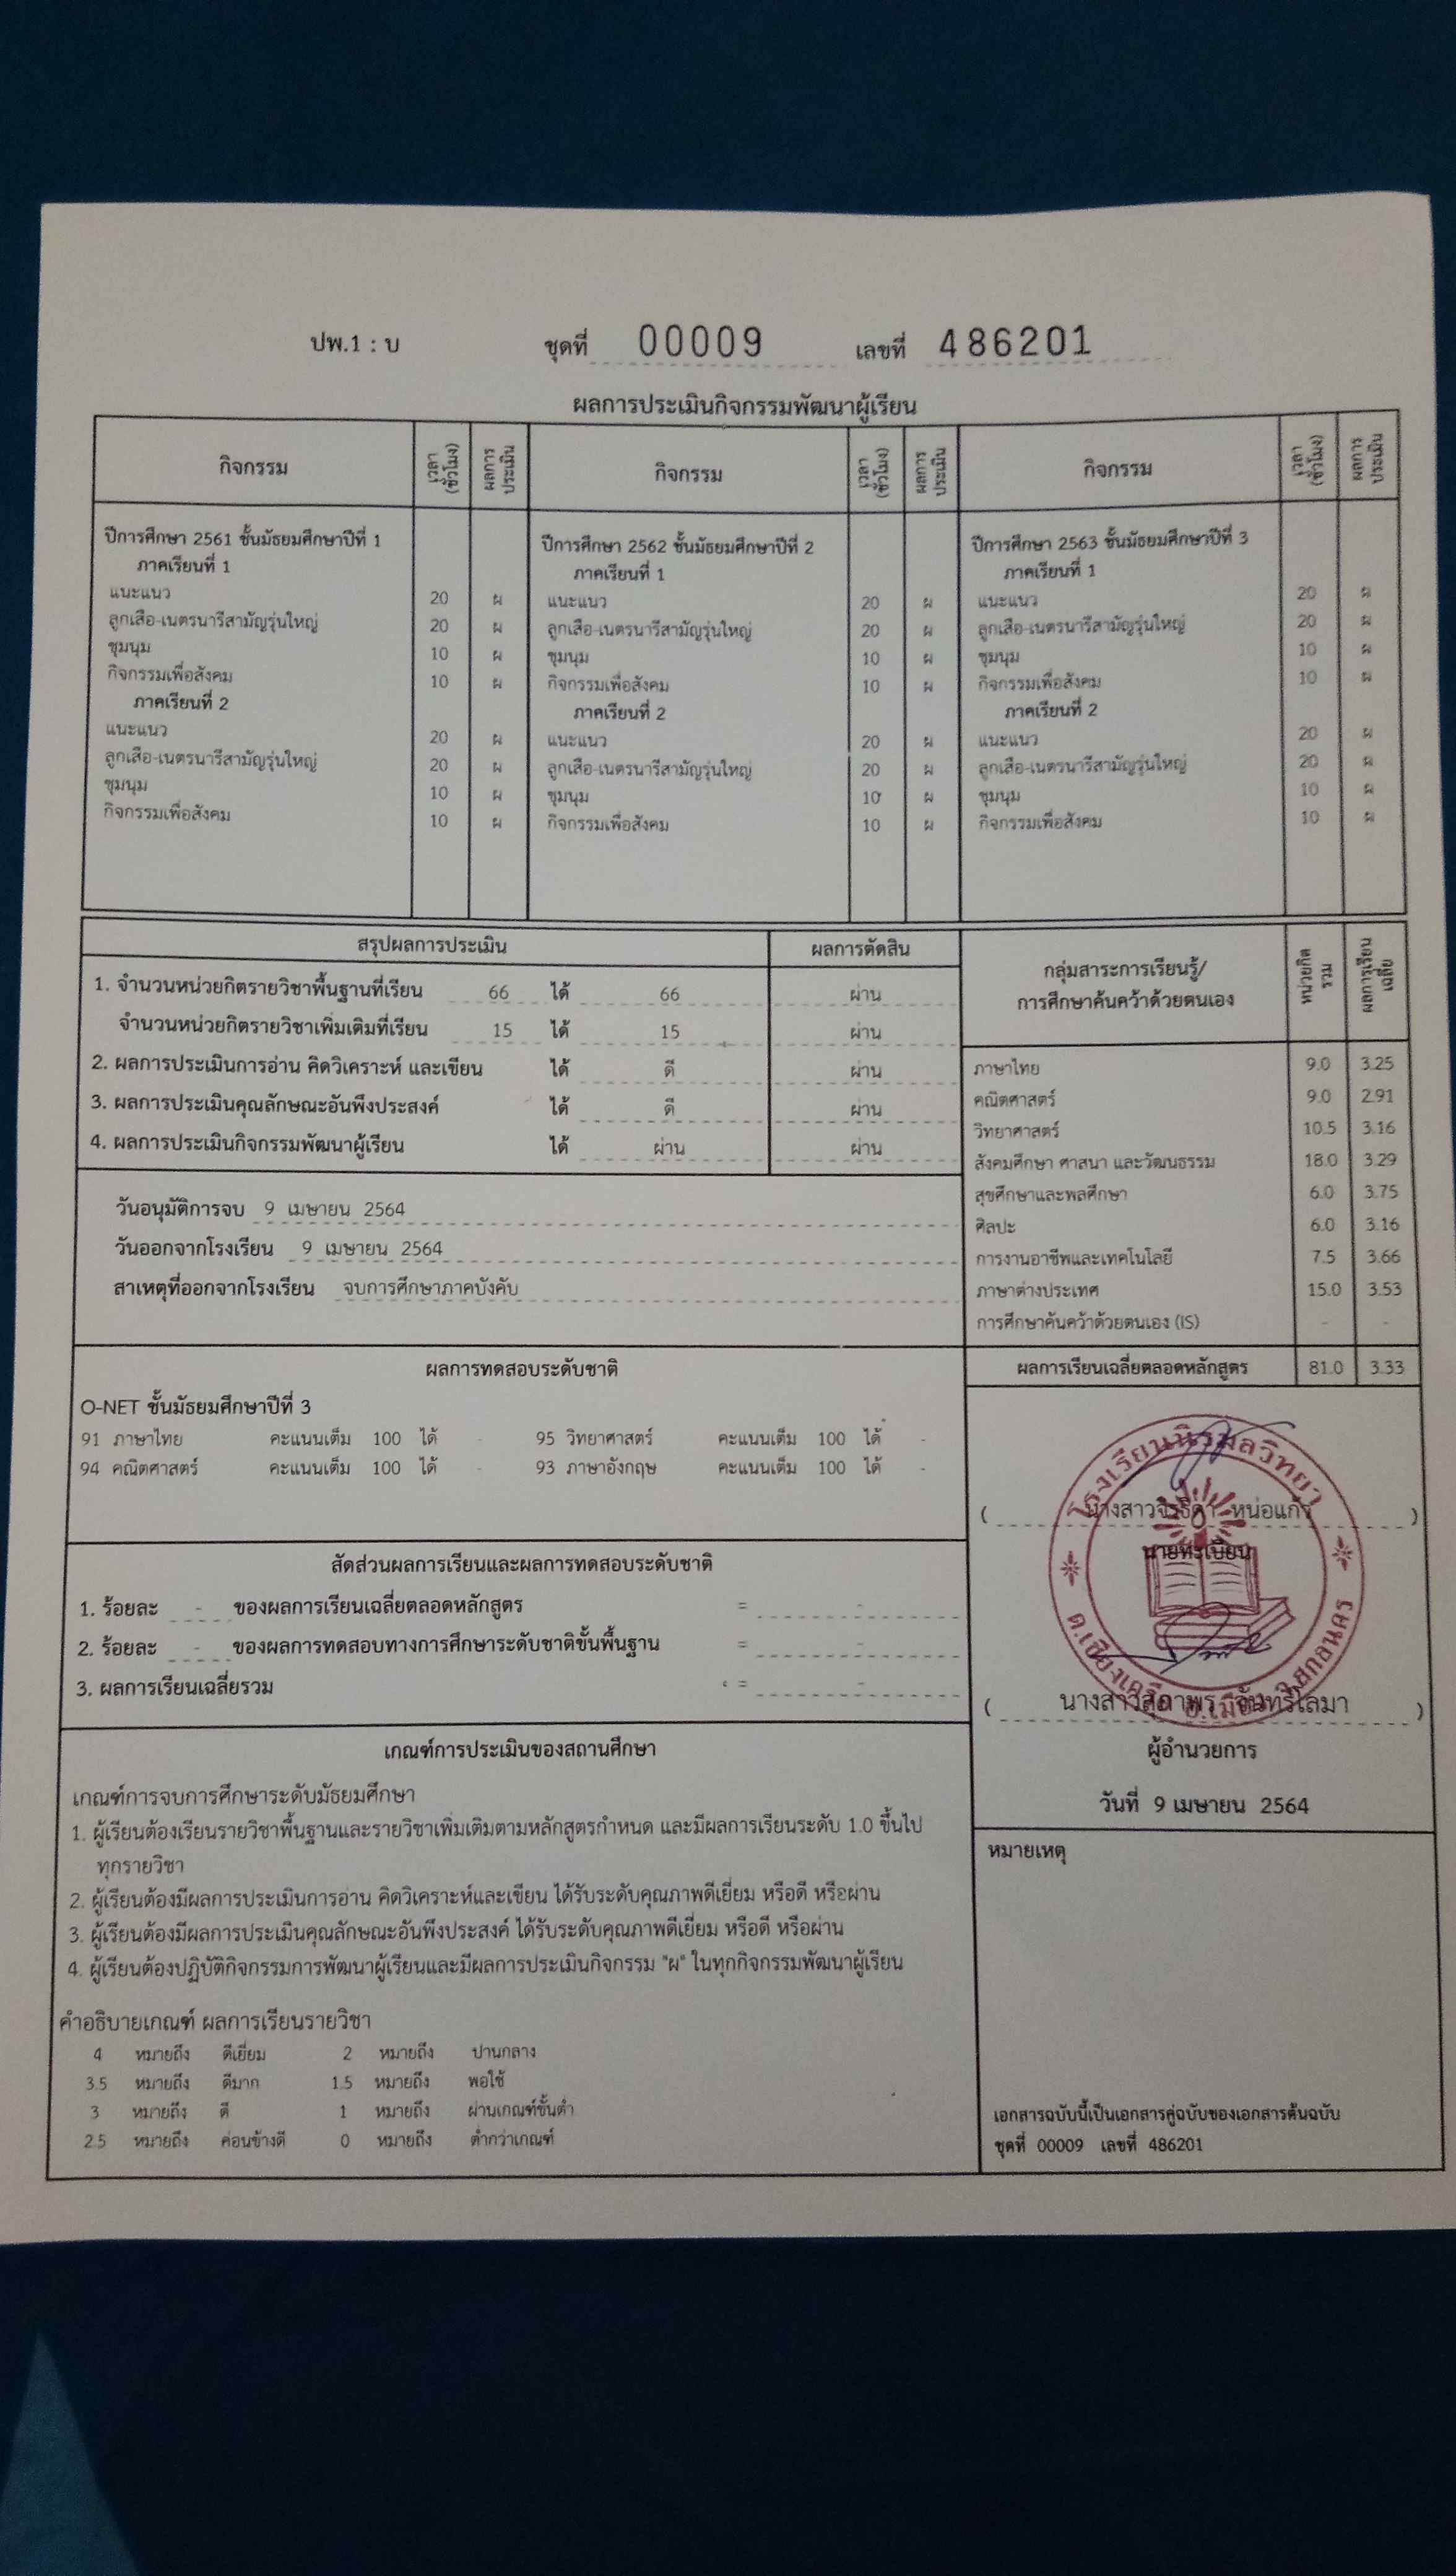 ปพ.1 : บ ชุดที่ 00009 เลขที่ 486201
ผลการประเมินกิจกรรมพัฒนาผู้เรียน
กิจกรรม เวลา (ชั่วโมง) ผลการประเมิน กิจกรรม เวลา (ชั่วโมง) ผลการประเมิน กิจกรรม เวลา (ชั่วโมง) ผลการประเมิน
ปีการศึกษา 2561 ชั้นมัธยมศึกษาปีที่ 1
ภาคเรียนที่ 1
แนะแนว 20 ผ
ลูกเสือ-เนตรนารีสามัญรุ่นใหญ่ 20 ผ
ชุมนุม 10 ผ
กิจกรรมเพื่อสังคม 10 ผ
ภาคเรียนที่ 2
แนะแนว 20 ผ
ลูกเสือ-เนตรนารีสามัญรุ่นใหญ่ 20 ผ
ชุมนุม 10 ผ
กิจกรรมเพื่อสังคม 10 ผ
ปีการศึกษา 2562 ชั้นมัธยมศึกษาปีที่ 2
ภาคเรียนที่ 1
แนะแนว 20 ผ
ลูกเสือ-เนตรนารีสามัญรุ่นใหญ่ 20 ผ
ชุมนุม 10 ผ
กิจกรรมเพื่อสังคม 10 ผ
ภาคเรียนที่ 2
แนะแนว 20 ผ
ลูกเสือ-เนตรนารีสามัญรุ่นใหญ่ 20 ผ
ชุมนุม 10 ผ
กิจกรรมเพื่อสังคม 10 ผ
ปีการศึกษา 2563 ชั้นมัธยมศึกษาปีที่ 3
ภาคเรียนที่ 1
แนะแนว 20 ผ
ลูกเสือ-เนตรนารีสามัญรุ่นใหญ่ 20 ผ
ชุมนุม 10 ผ
กิจกรรมเพื่อสังคม 10 ผ
ภาคเรียนที่ 2
แนะแนว 20 ผ
ลูกเสือ-เนตรนารีสามัญรุ่นใหญ่ 20 ผ
ชุมนุม 10 ผ
กิจกรรมเพื่อสังคม 10 ผ
สรุปผลการประเมิน ผลการตัดสิน
1. จำนวนหน่วยกิตรายวิชาพื้นฐานที่เรียน 66 ได้ 66 ผ่าน
จำนวนหน่วยกิตรายวิชาเพิ่มเติมที่เรียน 15 ได้ 15 ผ่าน
2. ผลการประเมินการอ่าน คิดวิเคราะห์ และเขียน ได้ ดี ผ่าน
3. ผลการประเมินคุณลักษณะอันพึงประสงค์ ได้ ดี ผ่าน
4. ผลการประเมินกิจกรรมพัฒนาผู้เรียน ได้ ผ่าน ผ่าน
วันอนุมัติการจบ 9 เมษายน 2564
วันออกจากโรงเรียน 9 เมษายน 2564
สาเหตุที่ออกจากโรงเรียน จบการศึกษาภาคบังคับ
กลุ่มสาระการเรียนรู้/ หน่วยกิตรวม ผลการเรียนเฉลี่ย
การศึกษาค้นคว้าด้วยตนเอง
ภาษาไทย 9.0 3.25
คณิตศาสตร์ 9.0 2.91
วิทยาศาสตร์ 10.5 3.16
สังคมศึกษา ศาสนา และวัฒนธรรม 18.0 3.29
สุขศึกษาและพลศึกษา 6.0 3.75
ศิลปะ 6.0 3.16
การงานอาชีพและเทคโนโลยี 7.5 3.66
ภาษาต่างประเทศ 15.0 3.53
การศึกษาค้นคว้าด้วยตนเอง (IS) - -
ผลการเรียนเฉลี่ยตลอดหลักสูตร 81.0 3.33
ผลการทดสอบระดับชาติ
O-NET ชั้นมัธยมศึกษาปีที่ 3
91 ภาษาไทย คะแนนเต็ม 100 ได้ - 95 วิทยาศาสตร์ คะแนนเต็ม 100 ได้ -
94 คณิตศาสตร์ คะแนนเต็ม 100 ได้ - 93 ภาษาอังกฤษ คะแนนเต็ม 100 ได้ -
สัดส่วนผลการเรียนและผลการทดสอบระดับชาติ
1. ร้อยละ - ของผลการเรียนเฉลี่ยตลอดหลักสูตร = -
2. ร้อยละ - ของผลการทดสอบทางการศึกษาระดับชาติขั้นพื้นฐาน = -
3. ผลการเรียนเฉลี่ยรวม = -
โรงเรียนนิรมลวิทยา
ต.เชียงเครือ อ.เมือง จ.สกลนคร
( นางสาว หน่อแก้ว )
นายทะเบียน
( นางสาวสุภาพร จันทร์โลมา )
ผู้อำนวยการ
วันที่ 9 เมษายน 2564
เกณฑ์การประเมินของสถานศึกษา
เกณฑ์การจบการศึกษาระดับมัธยมศึกษา
1. ผู้เรียนต้องเรียนรายวิชาพื้นฐานและรายวิชาเพิ่มเติมตามหลักสูตรกำหนด และมีผลการเรียนระดับ 1.0 ขึ้นไป
ทุกรายวิชา
2. ผู้เรียนต้องมีผลการประเมินการอ่าน คิดวิเคราะห์และเขียน ได้รับระดับคุณภาพดีเยี่ยม หรือดี หรือผ่าน
3. ผู้เรียนต้องมีผลการประเมินคุณลักษณะอันพึงประสงค์ ได้รับระดับคุณภาพดีเยี่ยม หรือดี หรือผ่าน
4. ผู้เรียนต้องปฏิบัติกิจกรรมการพัฒนาผู้เรียนและมีผลการประเมินกิจกรรม "ผ" ในทุกกิจกรรมพัฒนาผู้เรียน
คำอธิบายเกณฑ์ ผลการเรียนรายวิชา
4 หมายถึง ดีเยี่ยม 2 หมายถึง ปานกลาง
3.5 หมายถึง ดีมาก 1.5 หมายถึง พอใช้
3 หมายถึง ดี 1 หมายถึง ผ่านเกณฑ์ขั้นต่ำ
2.5 หมายถึง ค่อนข้างดี 0 หมายถึง ต่ำกว่าเกณฑ์
หมายเหตุ
เอกสารฉบับนี้เป็นเอกสารคู่ฉบับของเอกสารต้นฉบับ
ชุดที่ 00009 เลขที่ 486201